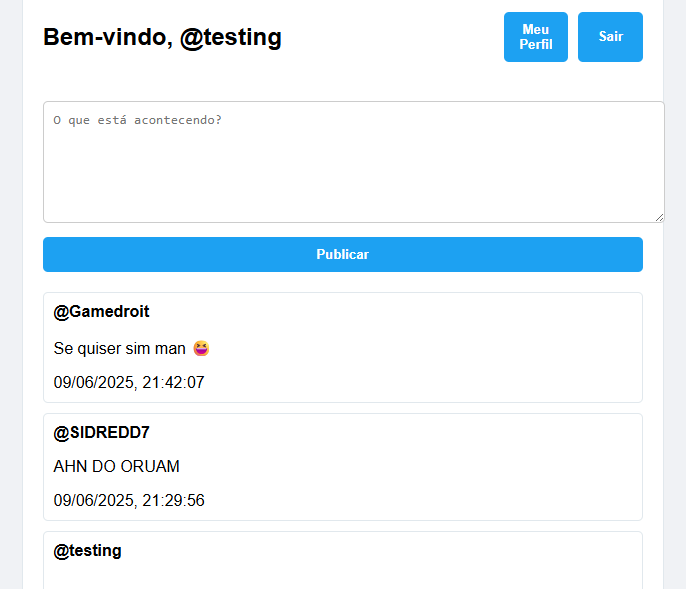 Bem-vindo, @testing
Meu
Perfil
Sair
O que está acontecendo?
Publicar
@Gamedroit
Se quiser sim man 😆
09/06/2025, 21:42:07
@SIDREDD7
AHN DO ORUAM
09/06/2025, 21:29:56
@testing